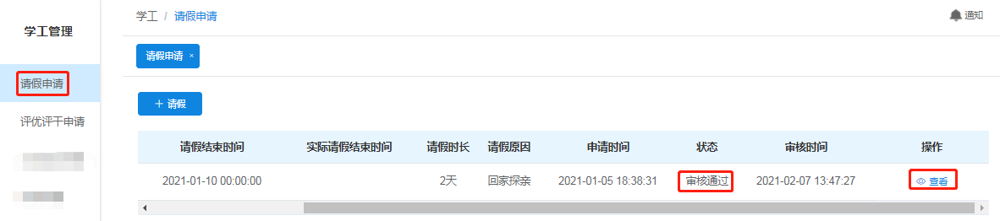 学工管理
请假申请
评优评干申请
学工 / 请假申请
通知
请假申请 ×
+ 请假
请假结束时间 实际请假结束时间 请假时长 请假原因 申请时间 状态 审核时间 操作
2021-01-10 00:00:00 2天 回家探亲 2021-01-05 18:38:31 审核通过 2021-02-07 13:47:27 查看